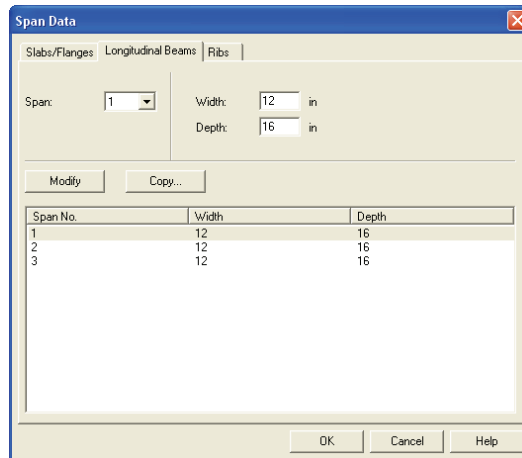 Span Data
Slabs/Flanges Longitudinal Beams Ribs
Span: 1 Width: 12 in
Depth: 16 in
Modify Copy...
Span No. Width Depth
1 12 16
2 12 16
3 12 16
OK Cancel Help